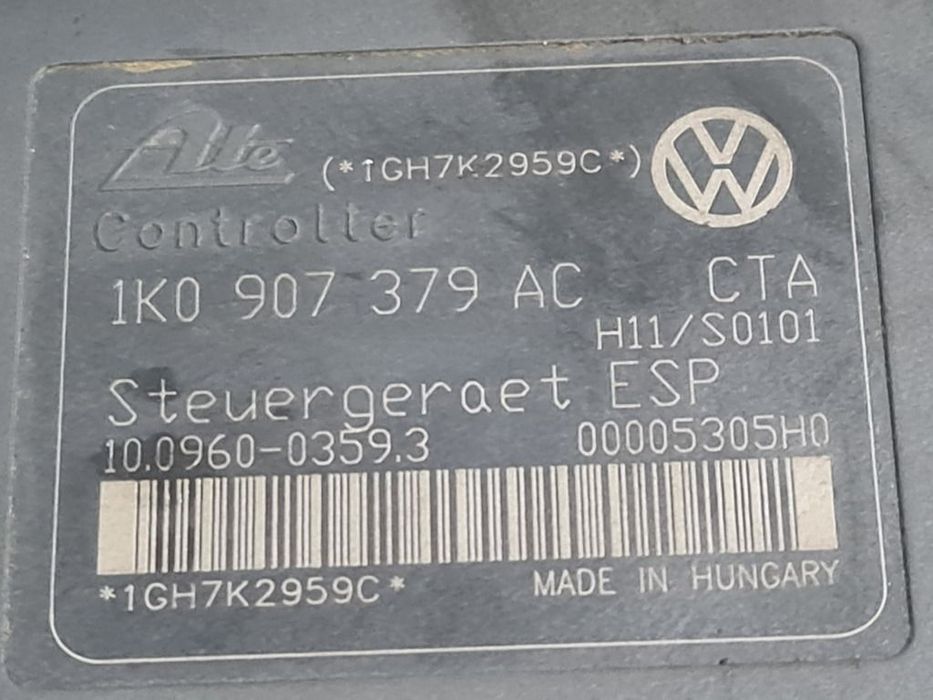 Ate (*1GH7K2959C*)
Controller
1K0 907 379 AC CTA
H11/S0101
Steuergeraet ESP
10.0960-0359.3 00005305H0
*1GH7K2959C* MADE IN HUNGARY